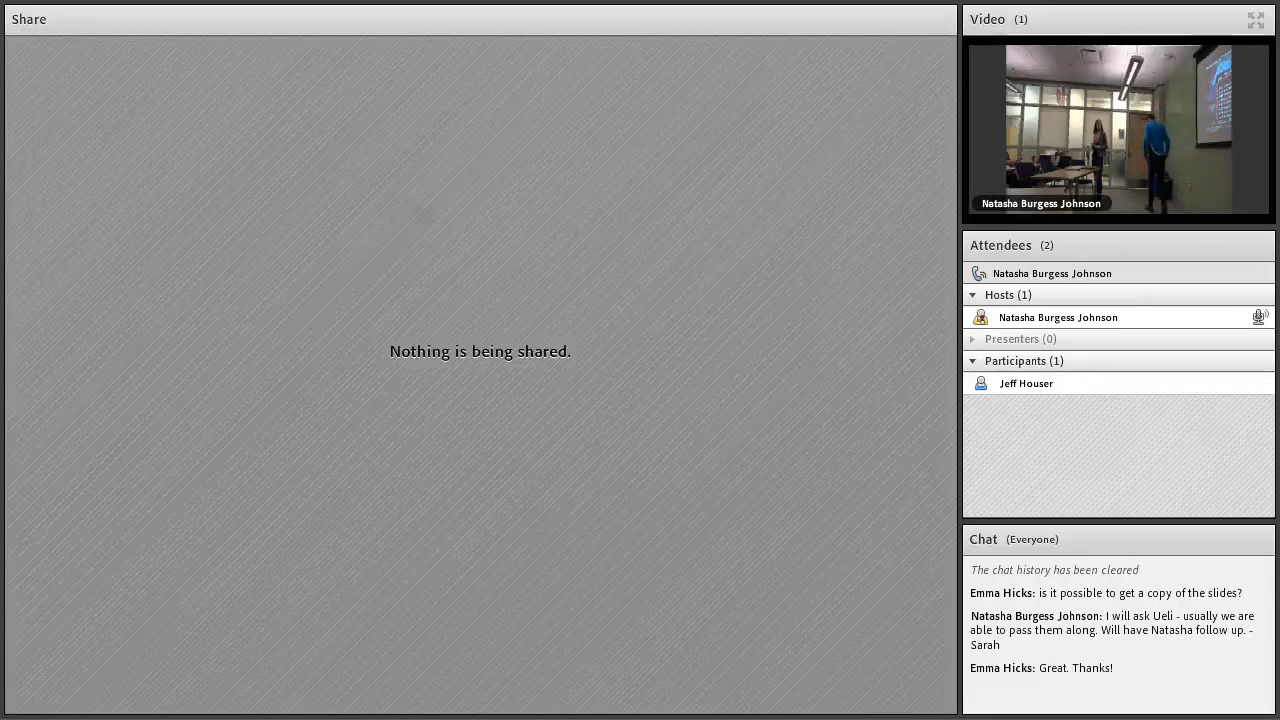 Share
Nothing is being shared.
Video (1)
Natasha Burgess Johnson
Attendees (2)
Natasha Burgess Johnson
Hosts (1)
Natasha Burgess Johnson
Presenters (0)
Participants (1)
Jeff Houser
Chat (Everyone)
The chat history has been cleared
Emma Hicks: is it possible to get a copy of the slides?
Natasha Burgess Johnson: I will ask Ueli - usually we are
able to pass them along. Will have Natasha follow up. -
Sarah
Emma Hicks: Great. Thanks!